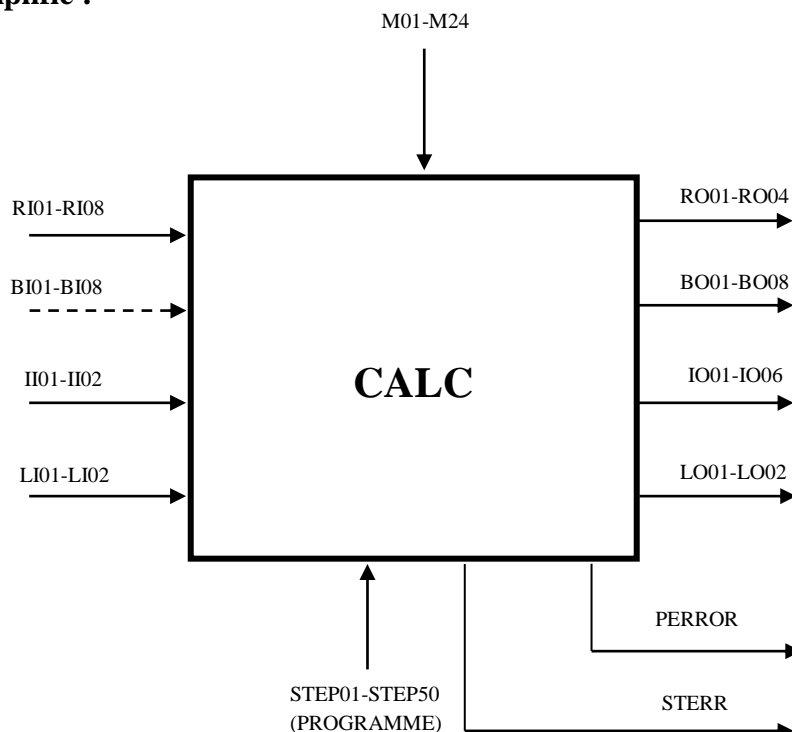 M01-M24
RI01-RI08
RO01-RO04
BI01-BI08
BO01-BO08
II01-II02
CALC
IO01-IO06
LI01-LI02
LO01-LO02
PERROR
STEP01-STEP50
(PROGRAMME)
STERR